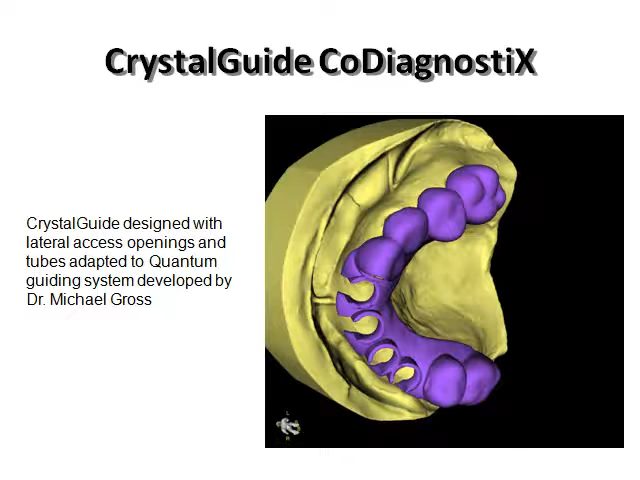 CrystalGuide CoDiagnostiX
CrystalGuide designed with
lateral access openings and
tubes adapted to Quantum
guiding system developed by
Dr. Michael Gross